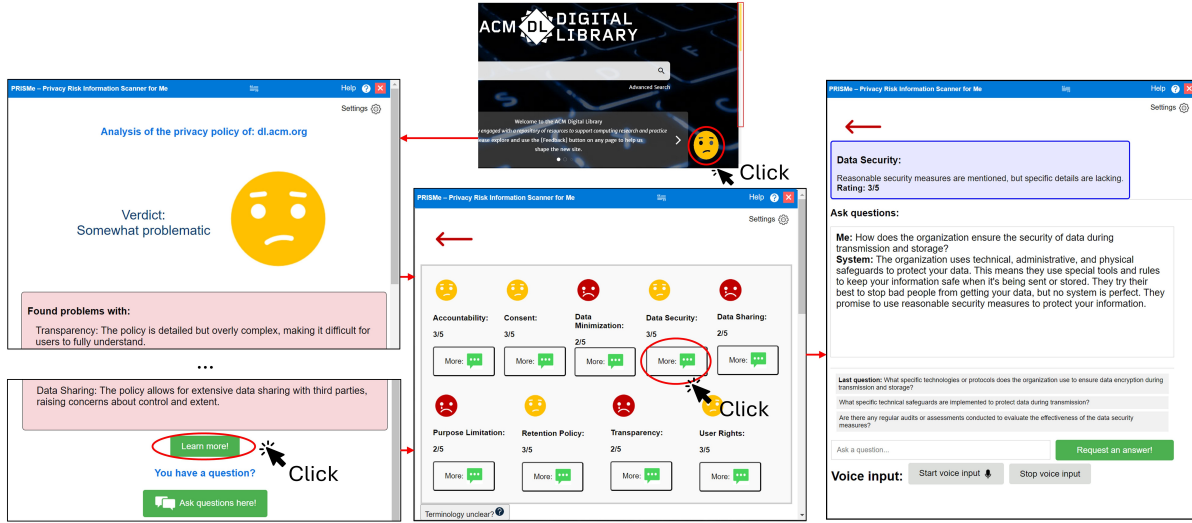 ACM DL DIGITAL
LIBRARY
Advanced Search
Welcome to the ACM Digital Library
y engaged with a repository of resources to support computing research and practice
ease explore and use the [Feedback] button on any page to help us
shape the new site.
Click
PRISMe – Privacy Risk Information Scanner for Me
Help
Settings
Analysis of the privacy policy of: dl.acm.org
Verdict:
Somewhat problematic
Found problems with:
Transparency: The policy is detailed but overly complex, making it difficult for
users to fully understand.
...
Data Sharing: The policy allows for extensive data sharing with third parties,
raising concerns about control and extent.
Learn more!
Click
You have a question?
Ask questions here!
PRISMe – Privacy Risk Information Scanner for Me
Help
Settings
Accountability:
3/5
More:
Consent:
3/5
More:
Data
Minimization:
2/5
More:
Data Security:
3/5
More:
Data Sharing:
2/5
More:
Click
Purpose Limitation:
2/5
More:
Retention Policy:
3/5
More:
Transparency:
2/5
More:
User Rights:
3/5
More:
Terminology unclear? ?
PRISMe – Privacy Risk Information Scanner for Me
Help
Settings
Data Security:
Reasonable security measures are mentioned, but specific details are lacking.
Rating: 3/5
Ask questions:
Me: How does the organization ensure the security of data during
transmission and storage?
System: The organization uses technical, administrative, and physical
safeguards to protect your data. This means they use special tools and rules
to keep your information safe when it's being sent or stored. They try their
best to stop bad people from getting your data, but no system is perfect. They
promise to use reasonable security measures to protect your information.
Last question: What specific technologies or protocols does the organization use to ensure data encryption during
transmission and storage?
What specific technical safeguards are implemented to protect data during transmission?
Are there any regular audits or assessments conducted to evaluate the effectiveness of the data security
measures?
Ask a question...
Request an answer!
Voice input:
Start voice input
Stop voice input